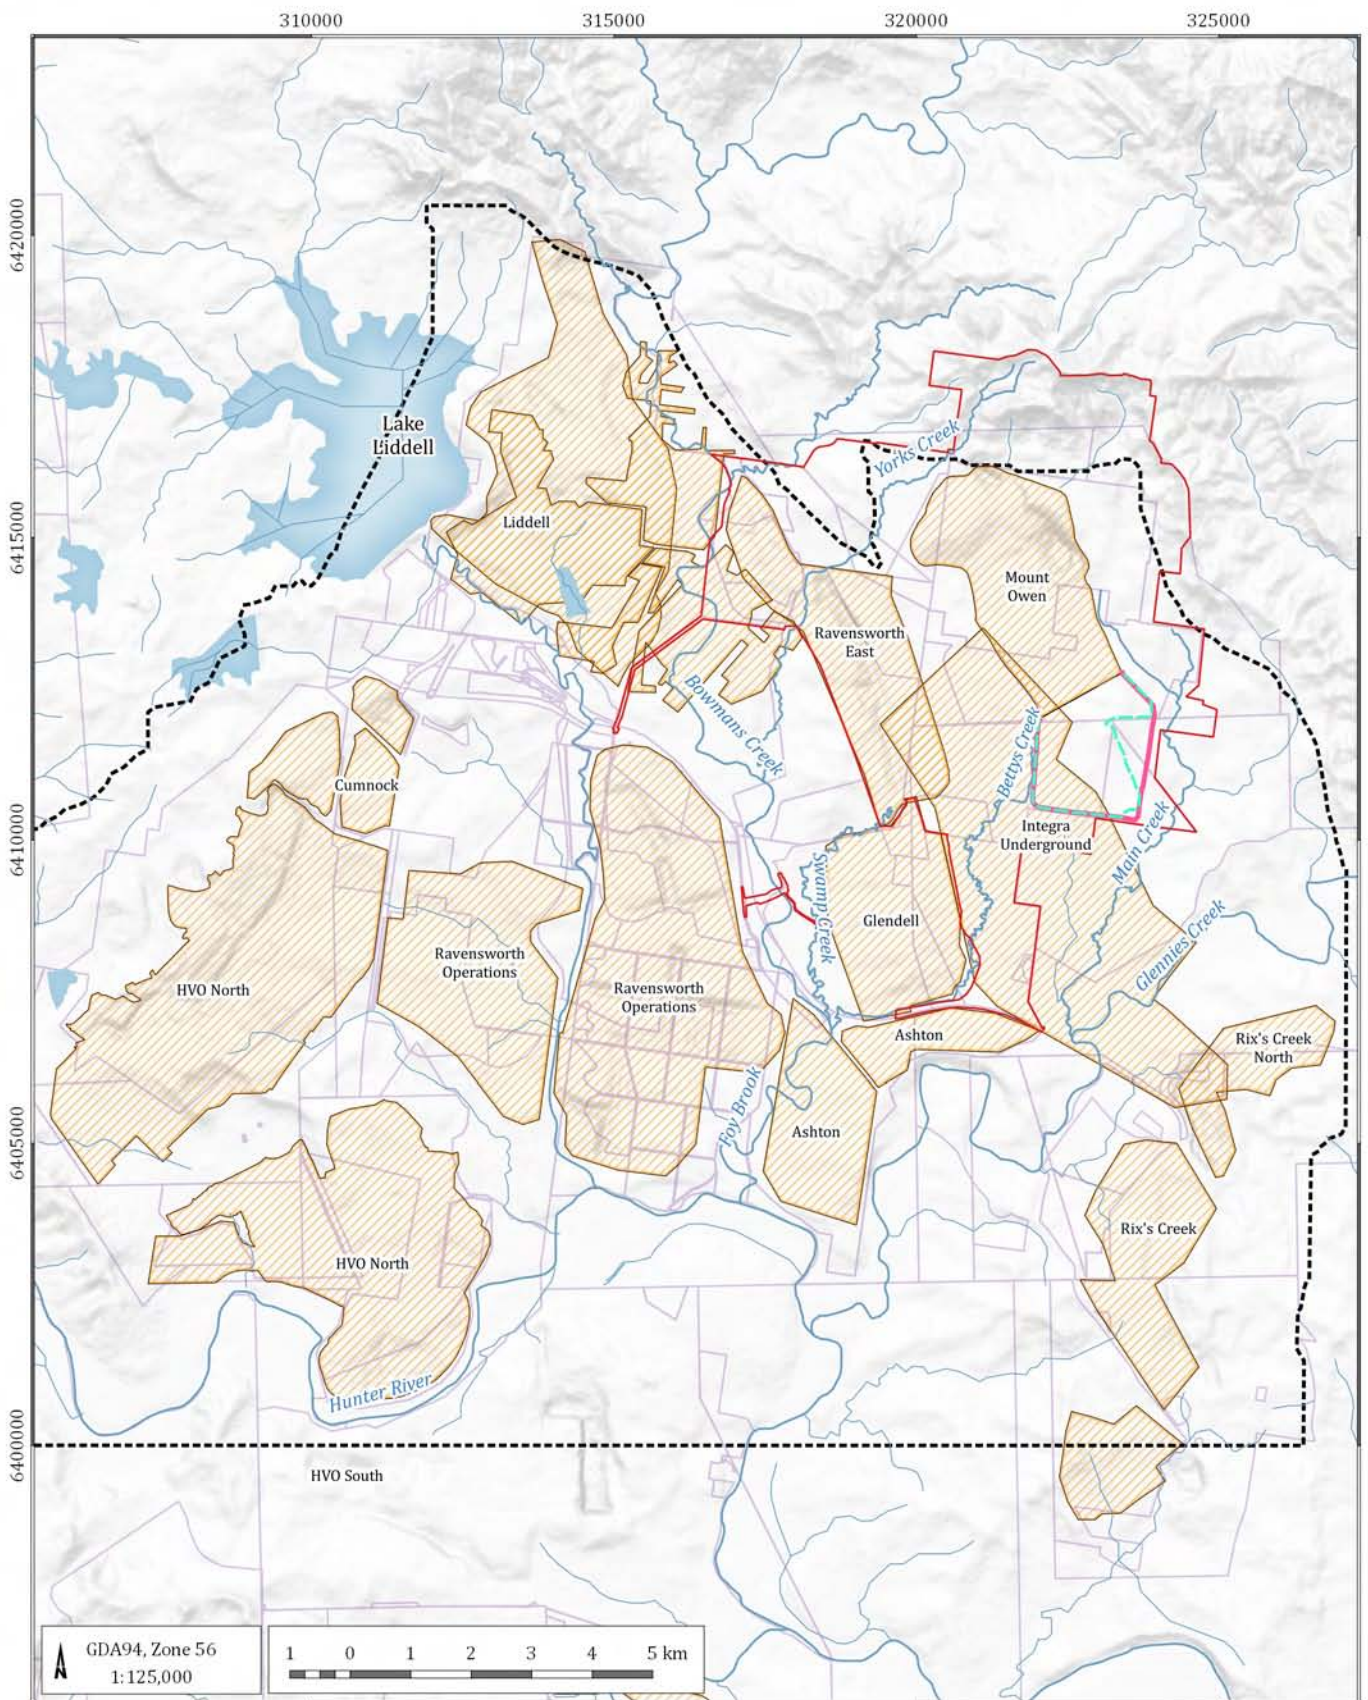 310000
315000
320000
325000
6420000
6415000
6410000
6405000
6400000
Lake
Liddell
Yorks Creek
Liddell
Mount
Owen
Ravensworth
East
Bowmans Creek
Bettys Creek
Cumnock
Integra
Underground
Main Creek
Swamp Creek
Glendell
Glennies Creek
Ravensworth
Operations
HVO North
Ravensworth
Operations
Ashton
Rix's Creek
North
Foy Brook
Ashton
Rix's Creek
HVO North
Hunter River
HVO South
N
GDA94, Zone 56
1:125,000
1 0 1 2 3 4 5 km